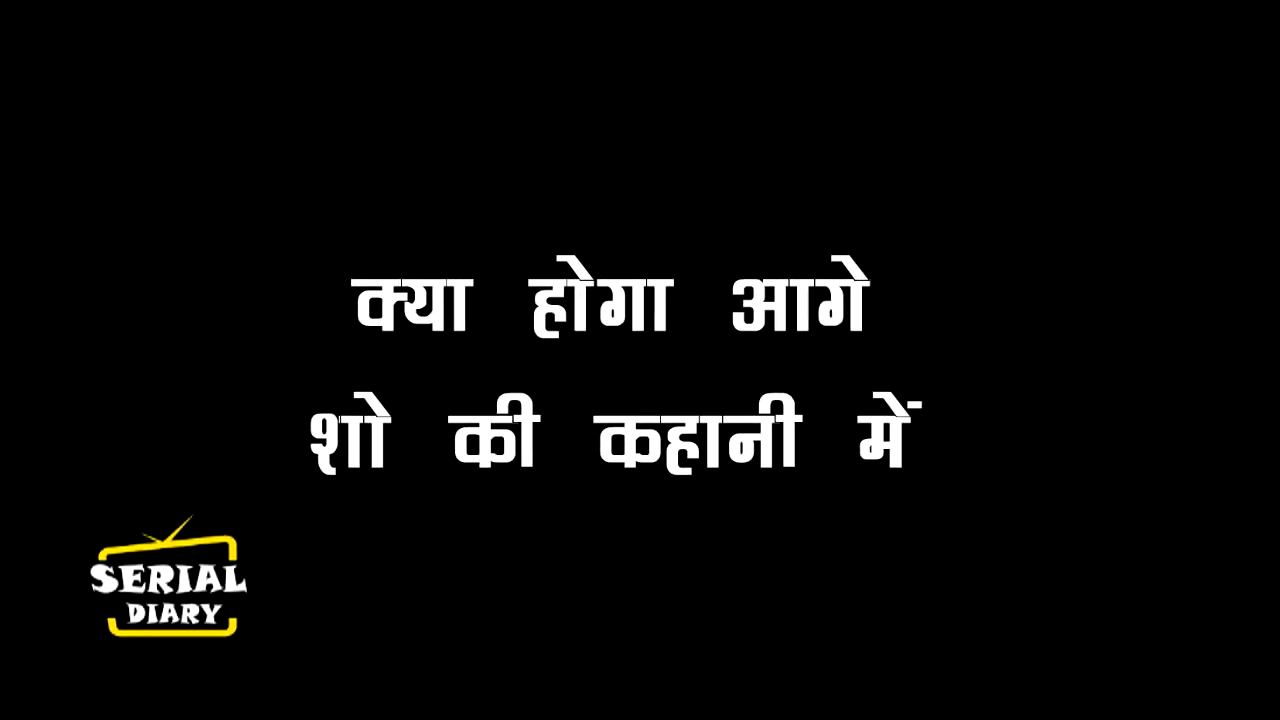 क्या होगा आगे
शो की कहानी में
SERIAL
DIARY